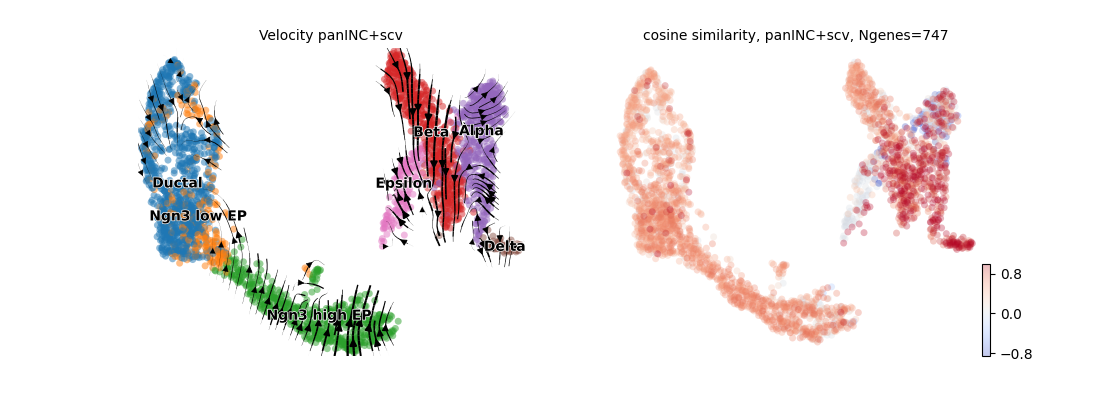 Velocity panINC+scv
cosine similarity, panINC+scv, Ngenes=747
Beta
Alpha
Ductal
Epsilon
Ngn3 low EP
Delta
Ngn3 high EP
0.8
0.0
−0.8